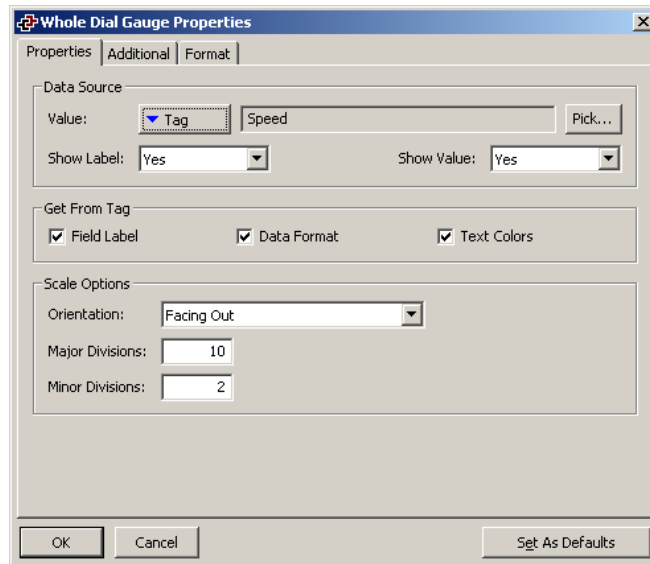 Whole Dial Gauge Properties
Properties Additional Format
Data Source
Value: Tag Speed Pick...
Show Label: Yes Show Value: Yes
Get From Tag
Field Label Data Format Text Colors
Scale Options
Orientation: Facing Out
Major Divisions: 10
Minor Divisions: 2
OK Cancel Set As Defaults